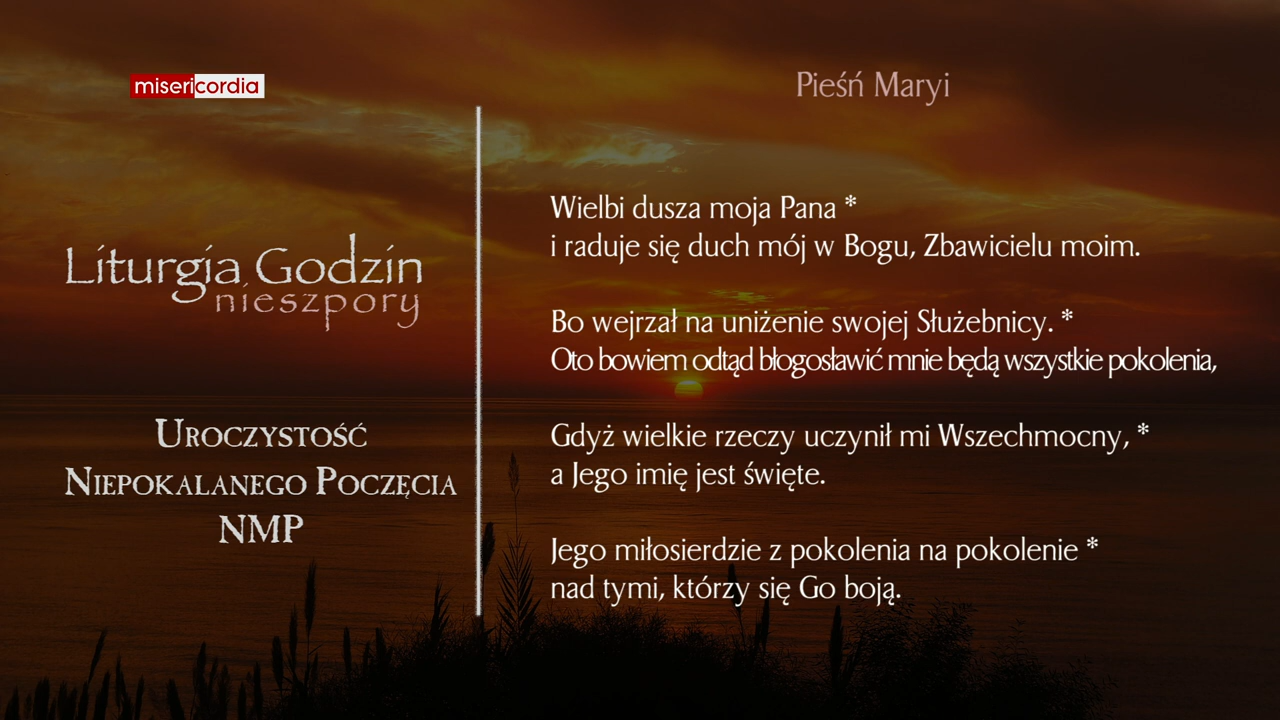 misericordia
Liturgia Godzin
nieszpory
Uroczystość
Niepokalanego Poczęcia
NMP
Pieśń Maryi
Wielbi dusza moja Pana *
i raduje się duch mój w Bogu, Zbawicielu moim.
Bo wejrzał na uniżenie swojej Służebnicy. *
Oto bowiem odtąd błogosławić mnie będą wszystkie pokolenia,
Gdyż wielkie rzeczy uczynił mi Wszechmocny, *
a Jego imię jest święte.
Jego miłosierdzie z pokolenia na pokolenie *
nad tymi, którzy się Go boją.